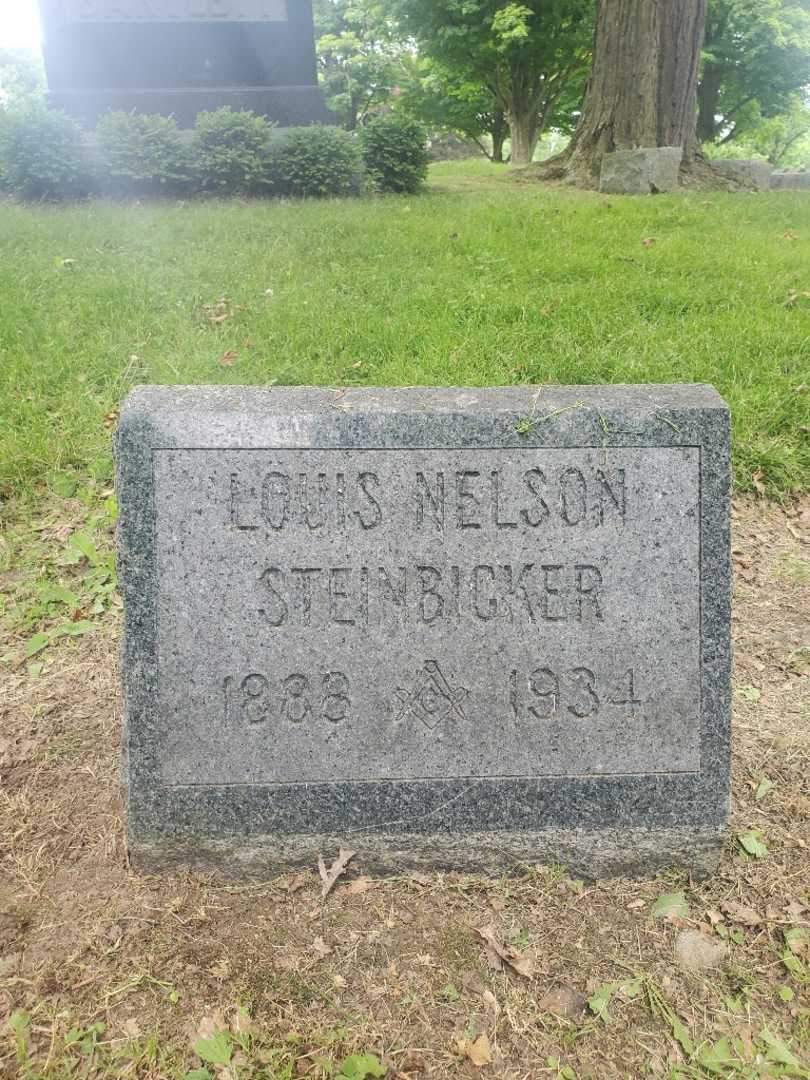 LOUIS NELSON
STEINBICKER
1888 G 1934